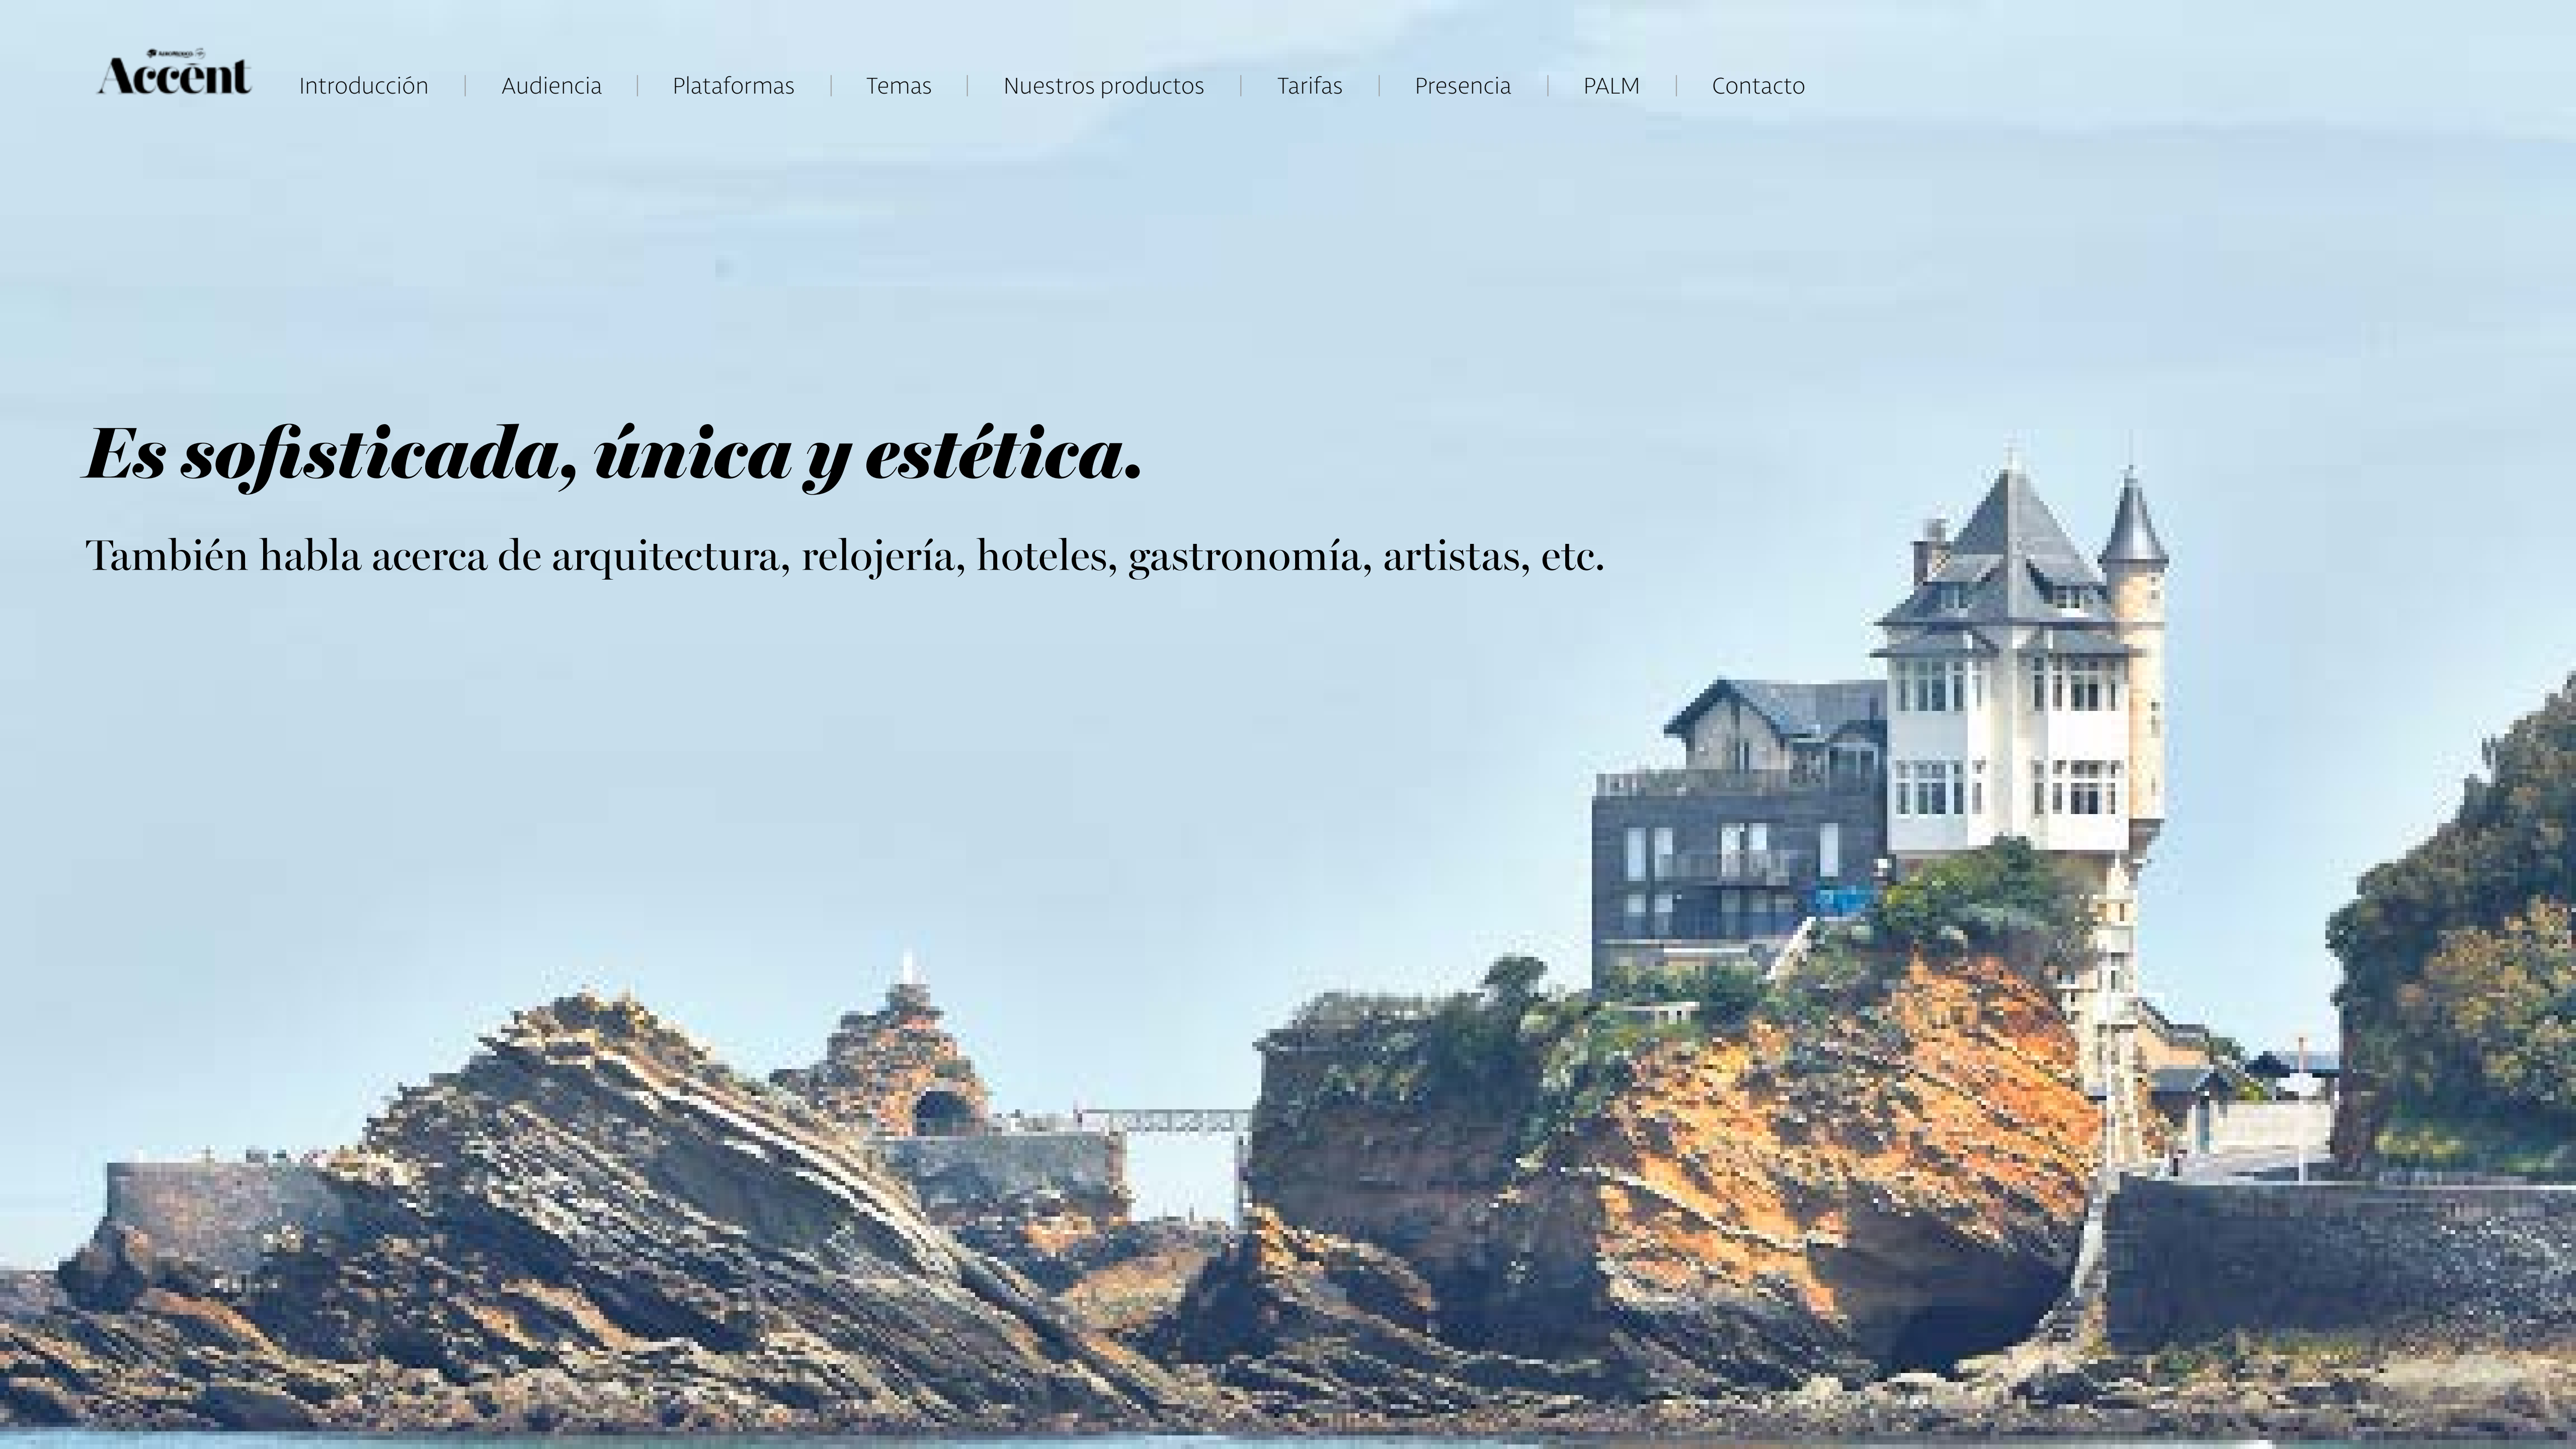 Accent
Introducción | Audiencia | Plataformas | Temas | Nuestros productos | Tarifas | Presencia | PALM | Contacto
Es sofisticada, única y estética.
También habla acerca de arquitectura, relojería, hoteles, gastronomía, artistas, etc.